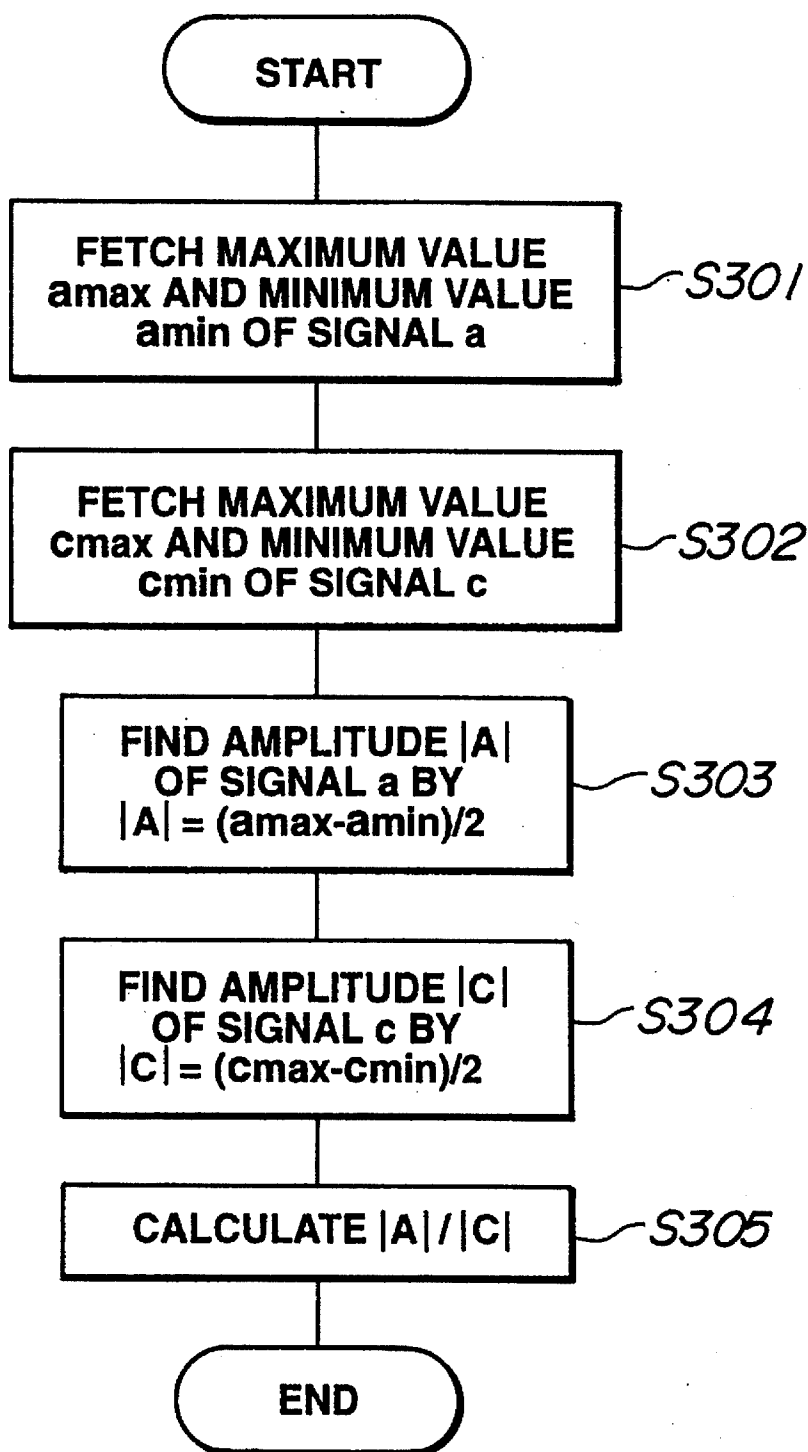 START
FETCH MAXIMUM VALUE
amax AND MINIMUM VALUE
amin OF SIGNAL a
S301
FETCH MAXIMUM VALUE
cmax AND MINIMUM VALUE
cmin OF SIGNAL c
S302
FIND AMPLITUDE |A|
OF SIGNAL a BY
|A| = (amax-amin)/2
S303
FIND AMPLITUDE |C|
OF SIGNAL c BY
|C| = (cmax-cmin)/2
S304
CALCULATE |A| / |C|
S305
END